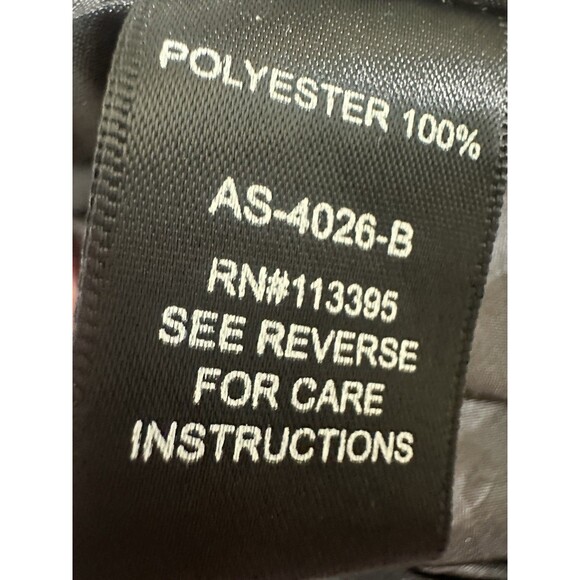 POLYESTER 100%
AS-4026-B
RN#113395
SEE REVERSE
FOR CARE
INSTRUCTIONS